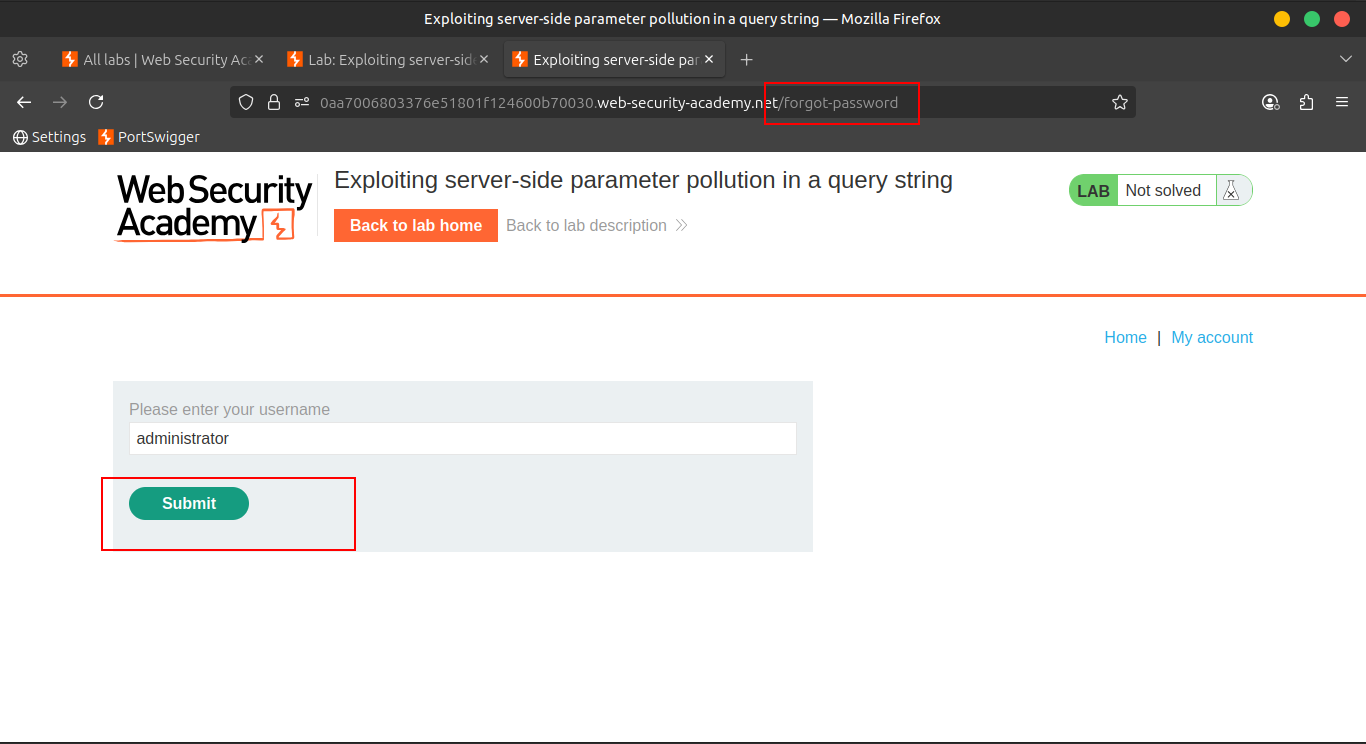 Exploiting server-side parameter pollution in a query string — Mozilla Firefox
All labs | Web Security Ac
Lab: Exploiting server-sid
Exploiting server-side par
0aa7006803376e51801f124600b70030.web-security-academy.net/forgot-password
Settings
PortSwigger
Web Security
Academy
Exploiting server-side parameter pollution in a query string
LAB Not solved
Back to lab home
Back to lab description
Home | My account
Please enter your username
administrator
Submit